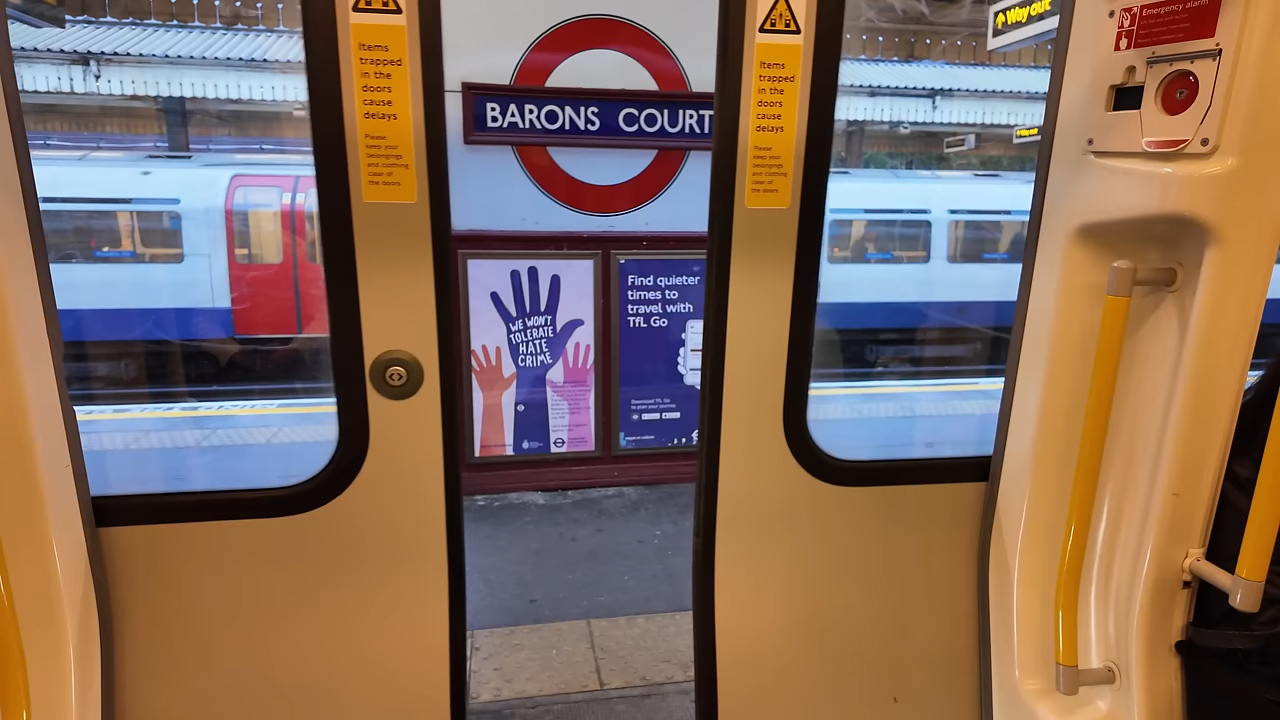 Items
trapped
in the
doors
cause
delays
Please
keep your
belongings
and clothing
clear of
the doors
BARONS COURT
Items
trapped
in the
doors
cause
delays
Please
keep your
belongings
and clothing
clear of
the doors
Way out
Emergency alarm
WE WON'T
TOLERATE
HATE
CRIME
Find quieter
times to
travel with
TfL Go
Download TfL Go
to plan your journey